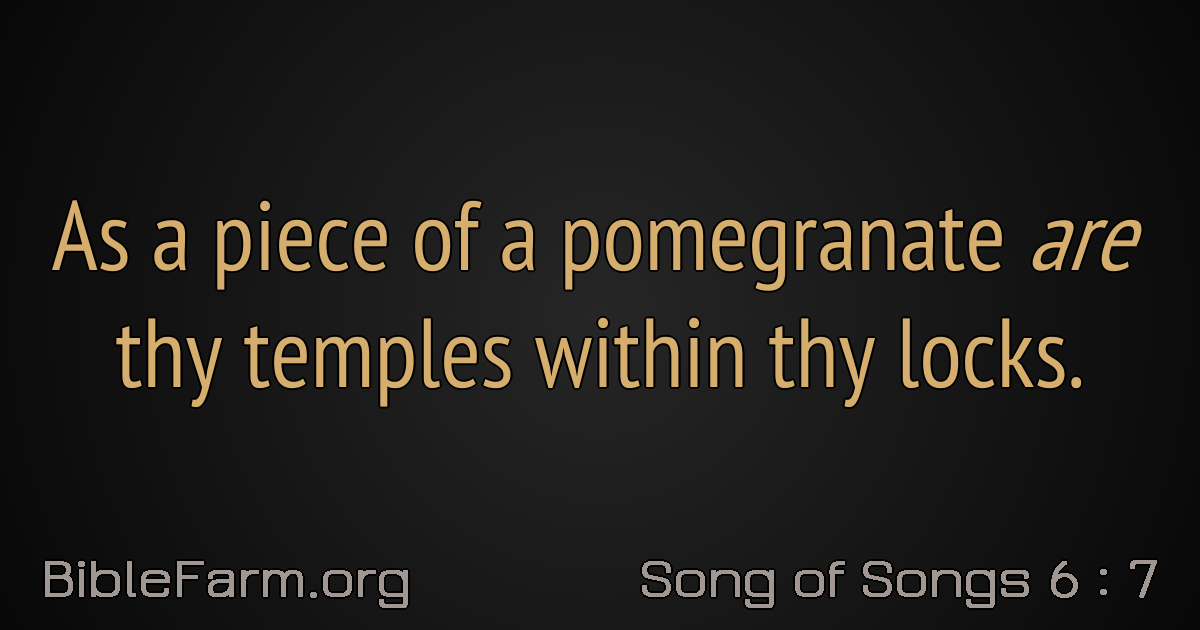 As a piece of a pomegranate are
thy temples within thy locks.
BibleFarm.org
Song of Songs 6 : 7